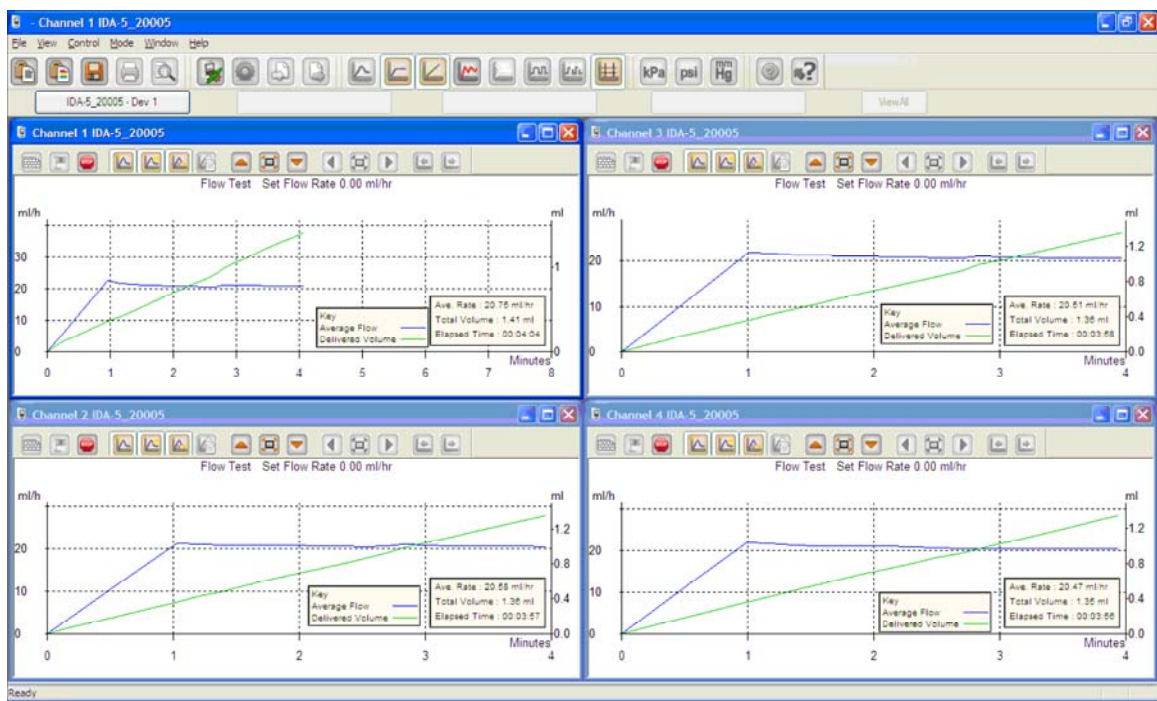 - Channel 1 IDA-5_20005
File View Control Mode Window Help
kPa psi mm Hg ?
IDA-5_20005 - Dev 1
View All
Channel 1 IDA-5_20005
Flow Test Set Flow Rate 0.00 ml/hr
ml/h
ml
30
20
10
0
1
0
Key
Average Flow
Delivered Volume
Ave. Rate : 20.75 ml/hr
Total Volume : 1.41 ml
Elapsed Time : 00:04:04
Minutes
0 1 2 3 4 5 6 7 8
Channel 3 IDA-5_20005
Flow Test Set Flow Rate 0.00 ml/hr
ml/h
ml
20
10
0
1.2
0.8
0.4
0.0
Key
Average Flow
Delivered Volume
Ave. Rate : 20.61 ml/hr
Total Volume : 1.36 ml
Elapsed Time : 00:03:58
Minutes
0 1 2 3 4
Channel 2 IDA-5_20005
Flow Test Set Flow Rate 0.00 ml/hr
ml/h
ml
20
10
0
1.2
0.8
0.4
0.0
Key
Average Flow
Delivered Volume
Ave. Rate : 20.58 ml/hr
Total Volume : 1.36 ml
Elapsed Time : 00:03:57
Minutes
0 1 2 3 4
Channel 4 IDA-5_20005
Flow Test Set Flow Rate 0.00 ml/hr
ml/h
ml
20
10
0
1.2
0.8
0.4
0.0
Key
Average Flow
Delivered Volume
Ave. Rate : 20.47 ml/hr
Total Volume : 1.35 ml
Elapsed Time : 00:03:56
Minutes
0 1 2 3 4
Ready